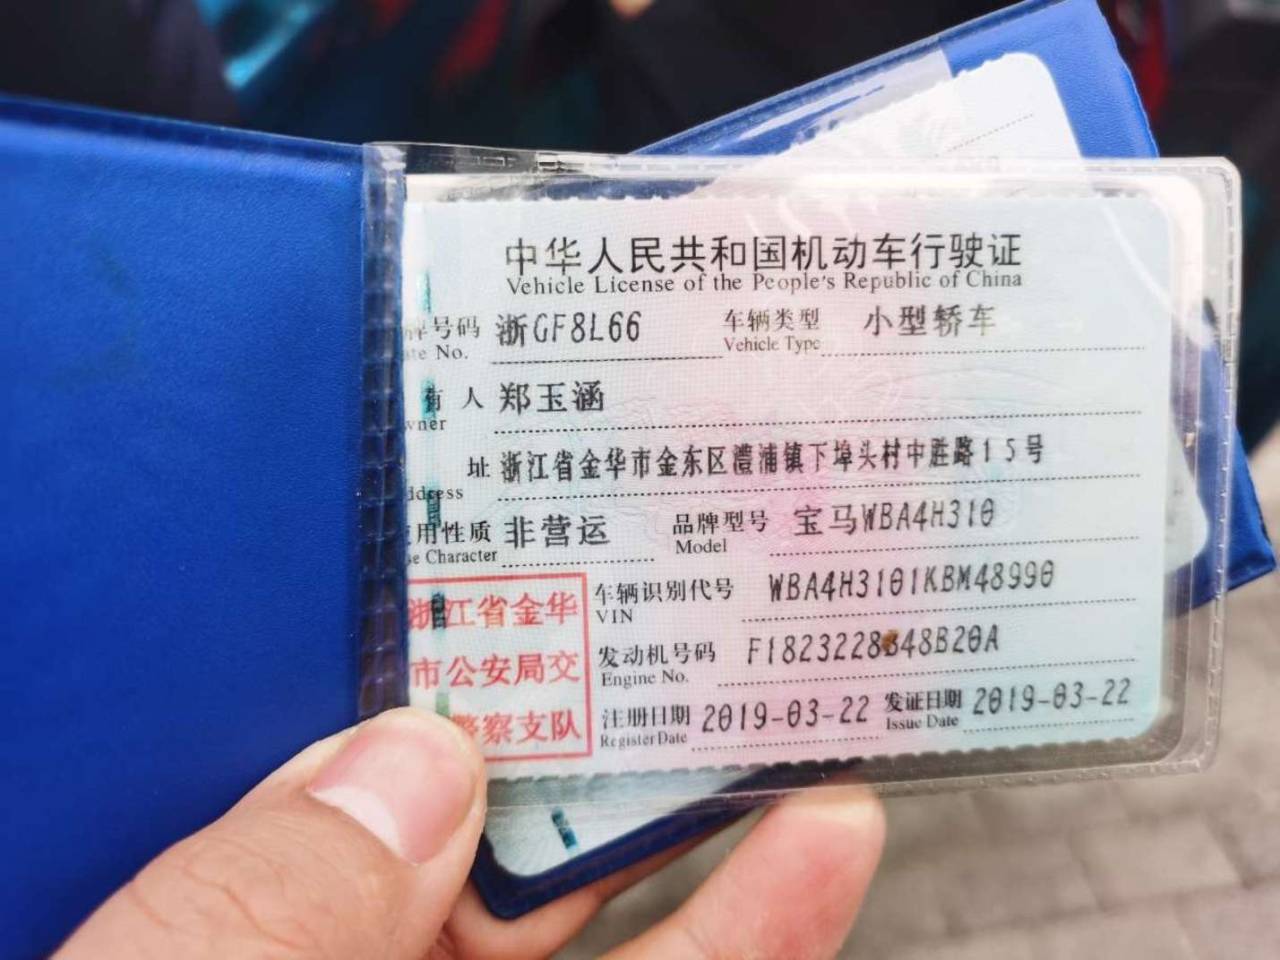 中华人民共和国机动车行驶证
Vehicle License of the People's Republic of China
号码 浙GF8L66 车辆类型 小型轿车
No. Vehicle Type
有 人 郑玉涵
wner
址 浙江省金华市金东区澧浦镇下埠头村中胜路15号
ddress
用性质 非营运 品牌型号 宝马WBA4H310
se Character Model
车辆识别代号 WBA4H3101KBM48990
VIN
发动机号码 F1823228 48B20A
Engine No.
注册日期 2019-03-22 发证日期 2019-03-22
Register Date Issue Date
浙江省金华
市公安局交
警察支队